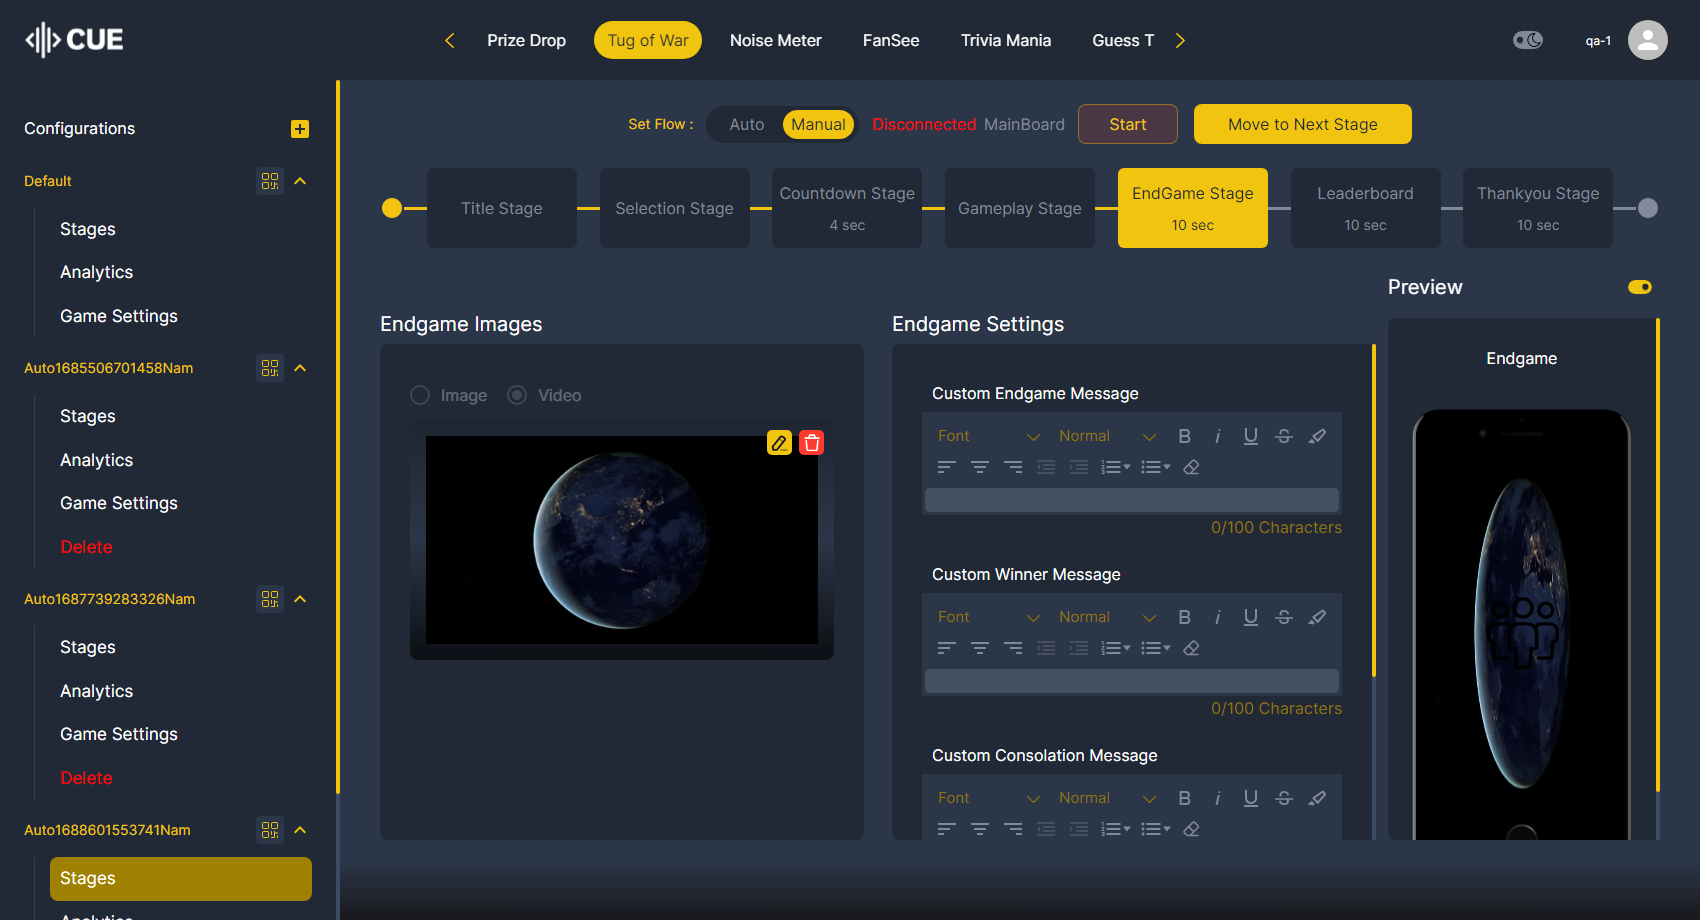 CUE
Prize Drop
Tug of War
Noise Meter
FanSee
Trivia Mania
Guess T
qa-1
Configurations
Default
Stages
Analytics
Game Settings
Auto1685506701458Nam
Stages
Analytics
Game Settings
Delete
Auto1687739283326Nam
Stages
Analytics
Game Settings
Delete
Auto1688601553741Nam
Stages
Analytics
Set Flow :
Auto
Manual
Disconnected MainBoard
Start
Move to Next Stage
Title Stage
Selection Stage
Countdown Stage
4 sec
Gameplay Stage
EndGame Stage
10 sec
Leaderboard
10 sec
Thankyou Stage
10 sec
Endgame Images
Image
Video
Endgame Settings
Custom Endgame Message
Font
Normal
B i U S
0/100 Characters
Custom Winner Message
Font
Normal
B i U S
0/100 Characters
Custom Consolation Message
Font
Normal
B i U S
Preview
Endgame